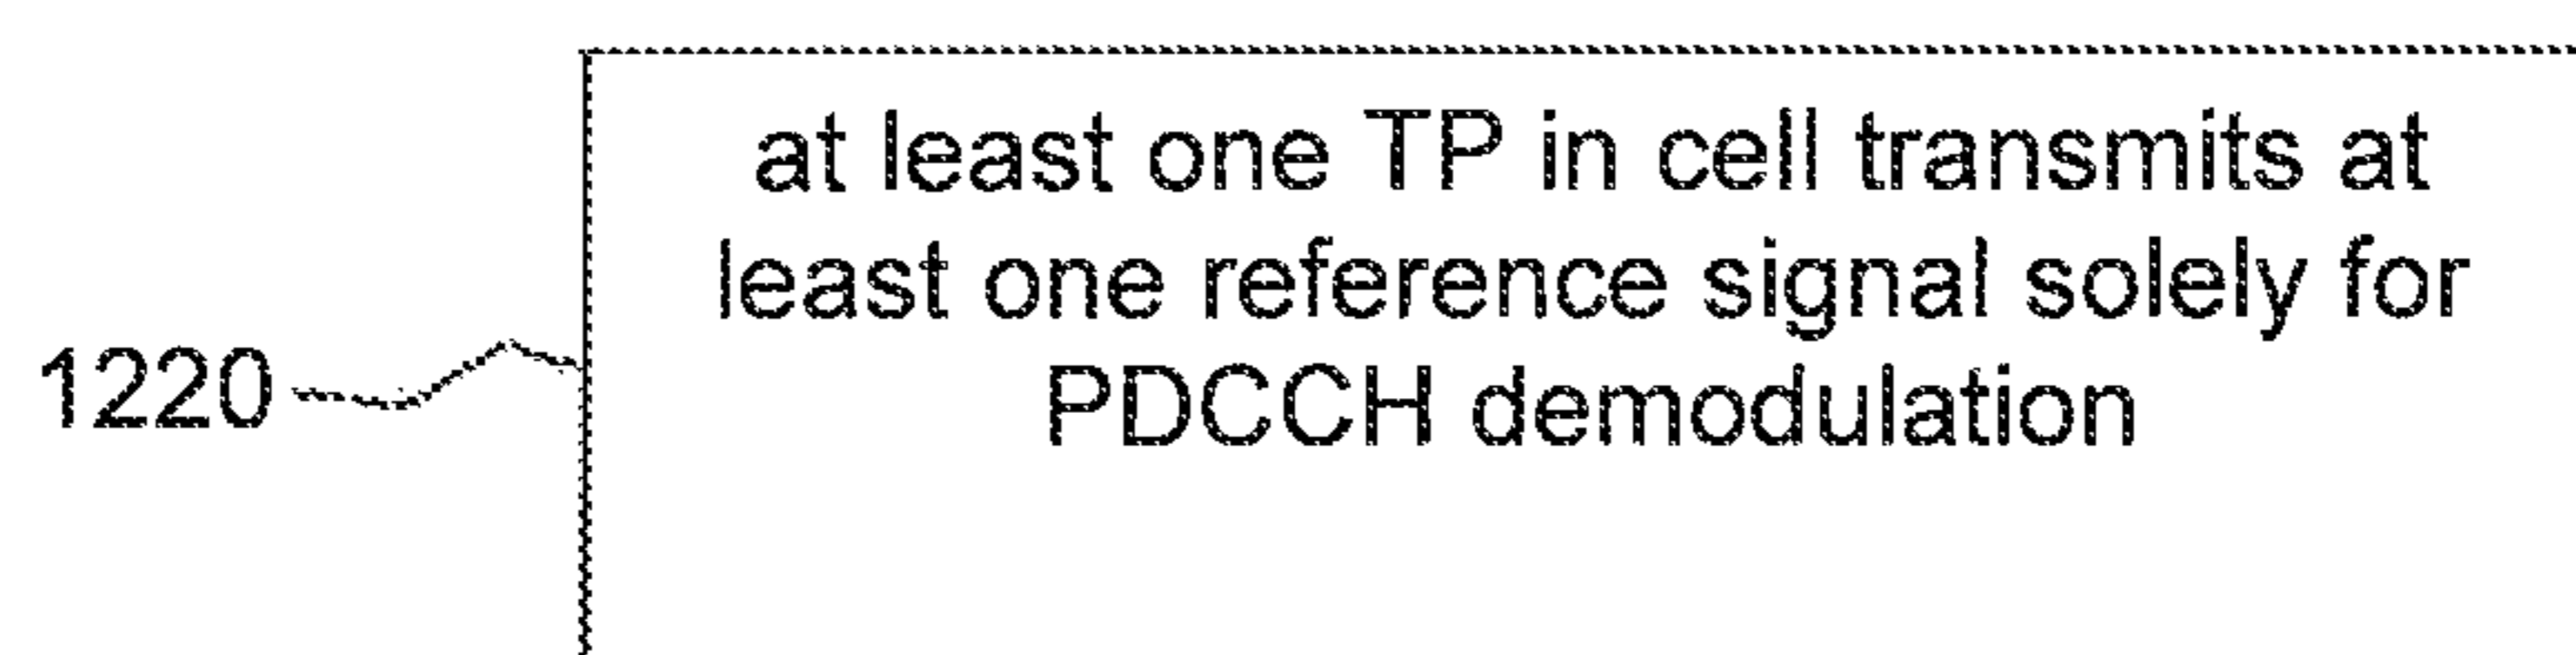 at least one TP in cell transmits at
least one reference signal solely for
PDCCH demodulation
1220